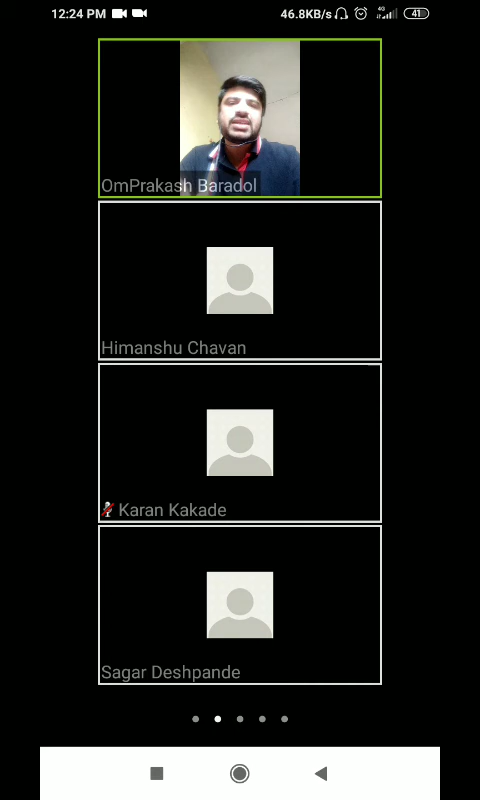 12:24 PM 46.8KB/s 4G 41
OmPrakash Baradol
Himanshu Chavan
Karan Kakade
Sagar Deshpande